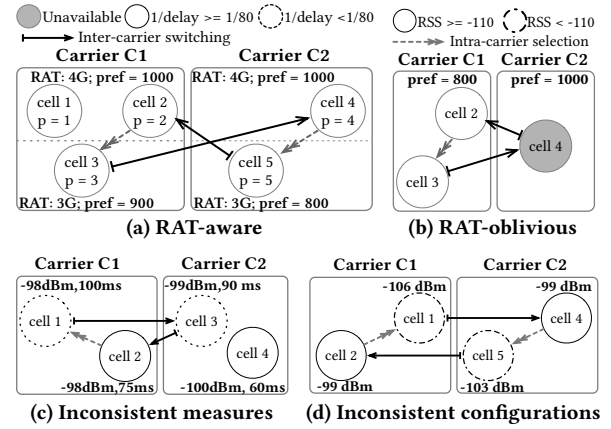 Unavailable 1/delay >= 1/80 1/delay <1/80
Inter-carrier switching
Carrier C1 Carrier C2
RAT: 4G; pref = 1000 RAT: 4G; pref = 1000
cell 1
p = 1
cell 2
p = 2
cell 4
p = 4
cell 3
p = 3
cell 5
p = 5
RAT: 3G; pref = 900 RAT: 3G; pref = 800
(a) RAT-aware
RSS >= -110 RSS < -110
Intra-carrier selection
Carrier C1 Carrier C2
pref = 800 pref = 1000
cell 2
cell 4
cell 3
(b) RAT-oblivious
Carrier C1 Carrier C2
-98dBm,100ms -99dBm,90 ms
cell 1 cell 3
cell 2 cell 4
-98dBm,75ms -100dBm, 60ms
(c) Inconsistent measures
Carrier C1 Carrier C2
-106 dBm -99 dBm
cell 1 cell 4
cell 2 cell 5
-99 dBm -103 dBm
(d) Inconsistent configurations